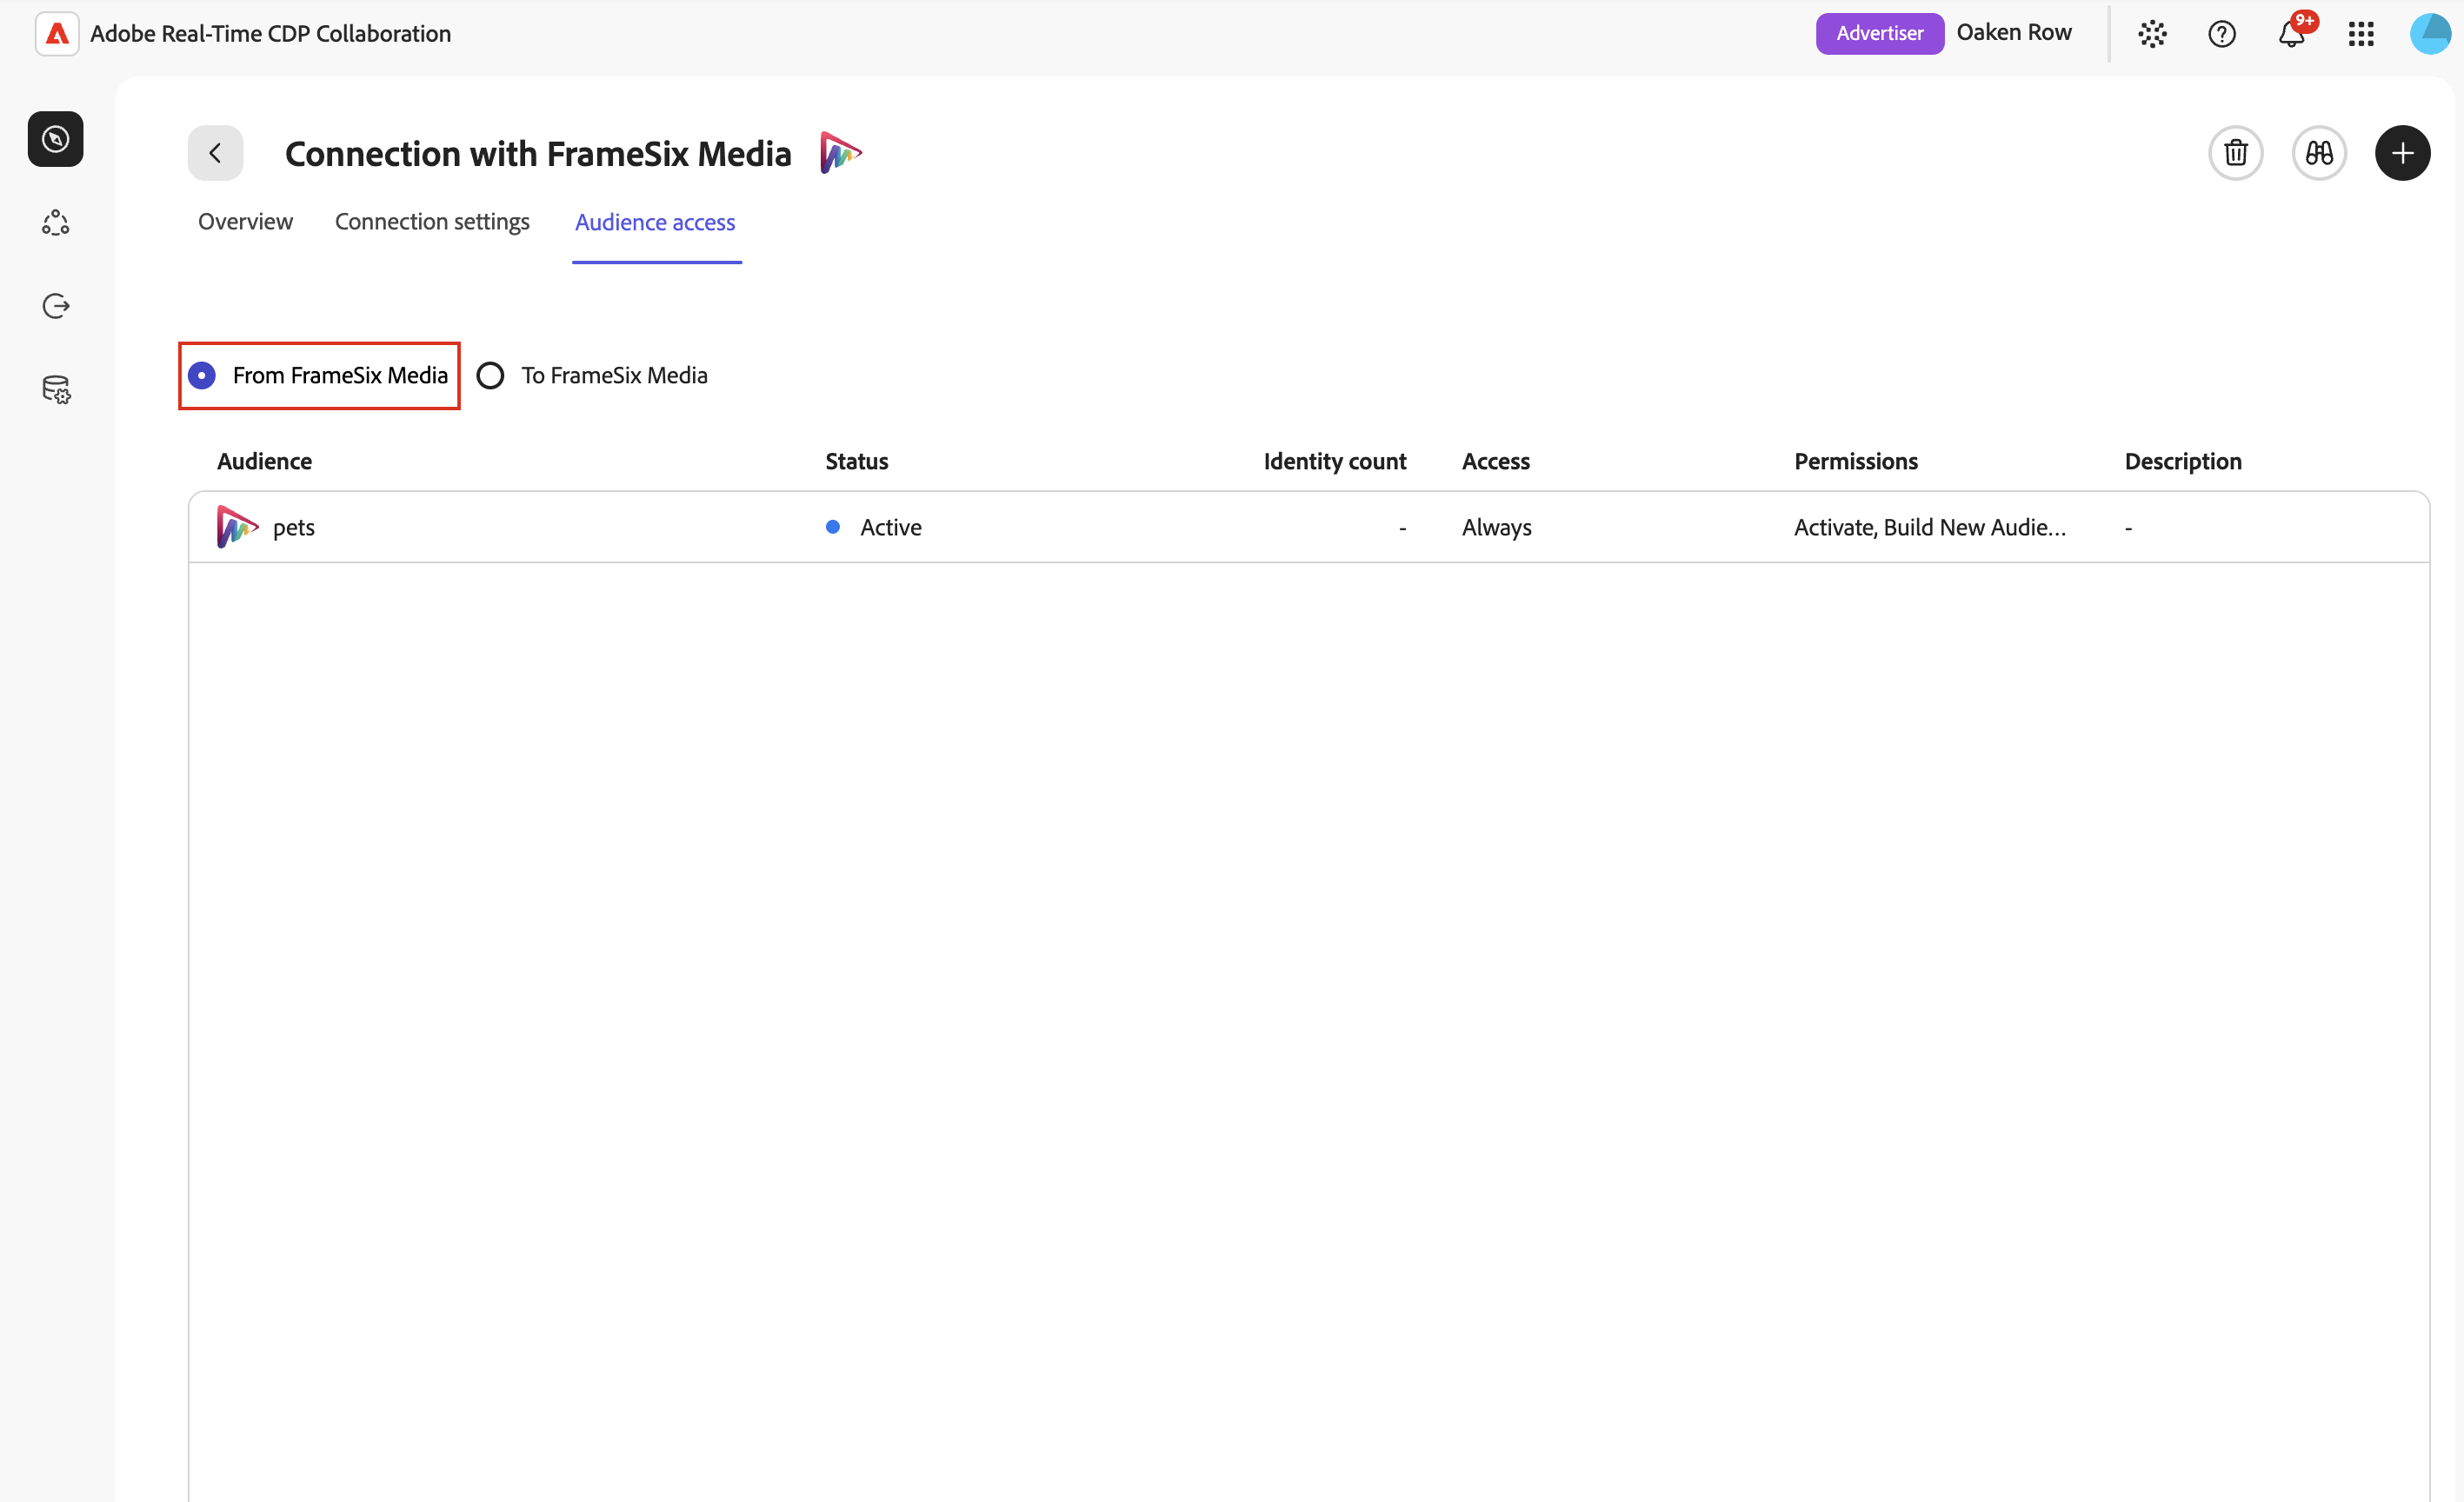 Adobe Real-Time CDP Collaboration
Advertiser Oaken Row
9+
Connection with FrameSix Media
Overview Connection settings Audience access
From FrameSix Media To FrameSix Media
Audience Status Identity count Access Permissions Description
pets Active - Always Activate, Build New Audie... -